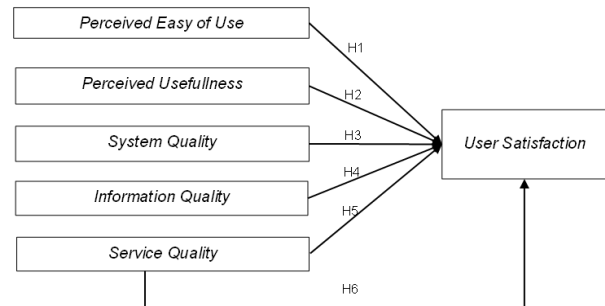 Perceived Easy of Use
H1
Perceived Usefullness
H2
System Quality
H3
User Satisfaction
Information Quality
H4
Service Quality
H5
H6